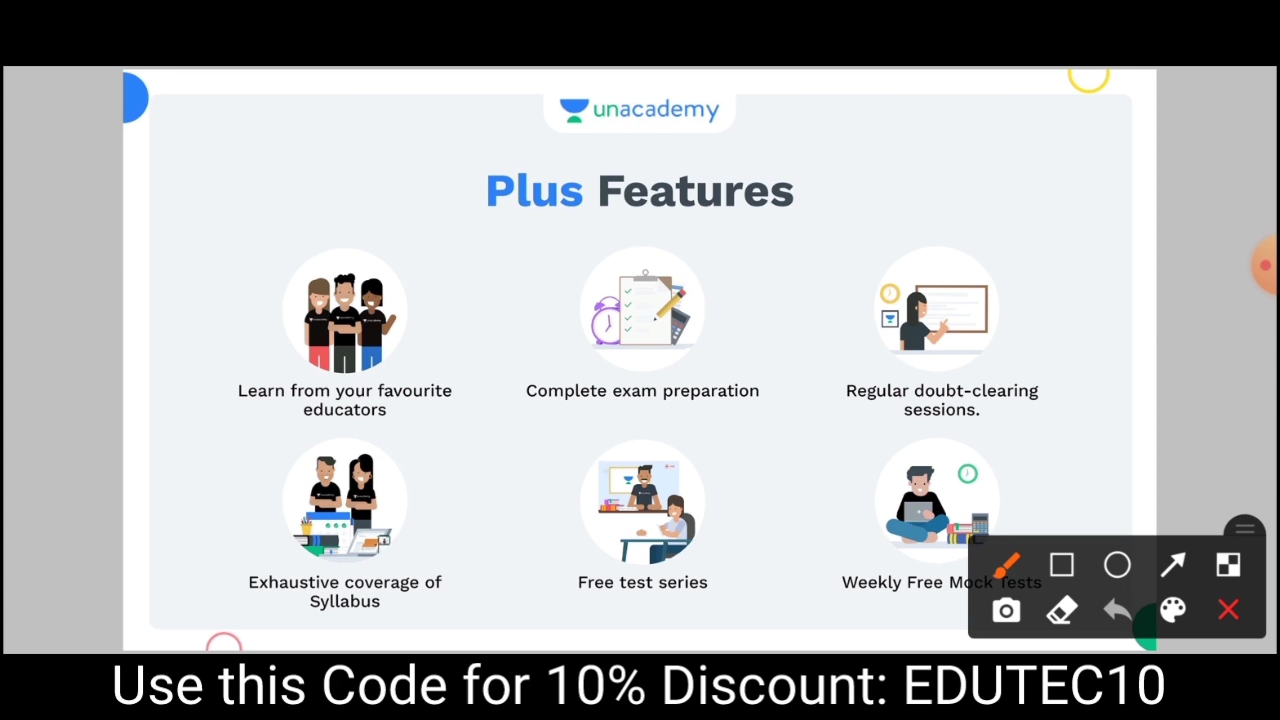 unacademy
Plus Features
Learn from your favourite
educators
Complete exam preparation
Regular doubt-clearing
sessions.
Exhaustive coverage of
Syllabus
Free test series
Weekly Free Mock Tests
Use this Code for 10% Discount: EDUTEC10